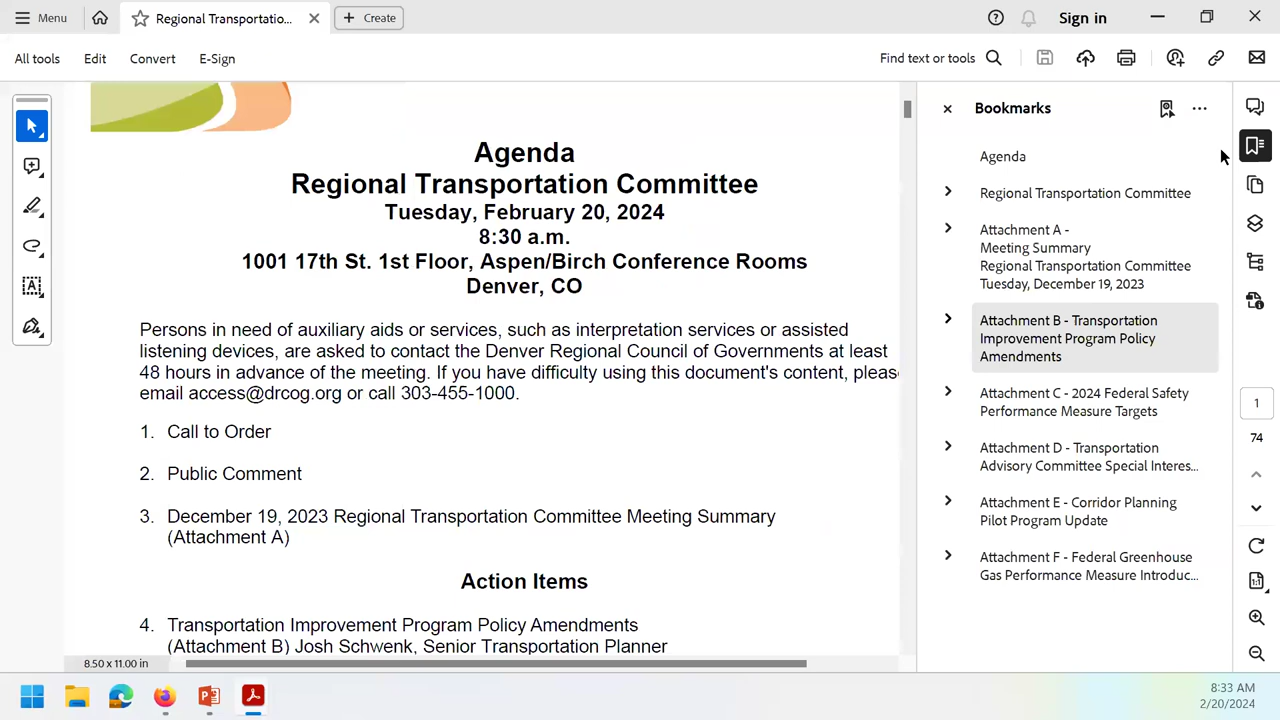 Menu
Regional Transportatio...
Create
Sign in
All tools
Edit
Convert
E-Sign
Find text or tools
Agenda
Regional Transportation Committee
Tuesday, February 20, 2024
8:30 a.m.
1001 17th St. 1st Floor, Aspen/Birch Conference Rooms
Denver, CO
Persons in need of auxiliary aids or services, such as interpretation services or assisted
listening devices, are asked to contact the Denver Regional Council of Governments at least
48 hours in advance of the meeting. If you have difficulty using this document's content, please
email access@drcog.org or call 303-455-1000.
1. Call to Order
2. Public Comment
3. December 19, 2023 Regional Transportation Committee Meeting Summary
(Attachment A)
Action Items
4. Transportation Improvement Program Policy Amendments
(Attachment B) Josh Schwenk, Senior Transportation Planner
8.50 x 11.00 in
Bookmarks
Agenda
Regional Transportation Committee
Attachment A -
Meeting Summary
Regional Transportation Committee
Tuesday, December 19, 2023
Attachment B - Transportation
Improvement Program Policy
Amendments
Attachment C - 2024 Federal Safety
Performance Measure Targets
Attachment D - Transportation
Advisory Committee Special Interes...
Attachment E - Corridor Planning
Pilot Program Update
Attachment F - Federal Greenhouse
Gas Performance Measure Introduc...
1
74
1:1
8:33 AM
2/20/2024